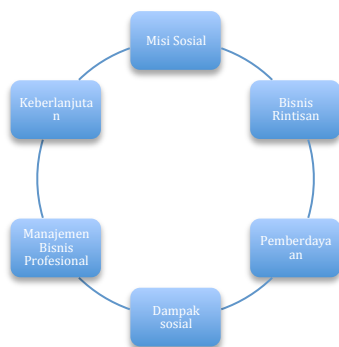 Misi Sosial
Bisnis
Rintisan
Pemberdaya
an
Dampak
sosial
Manajemen
Bisnis
Profesional
Keberlanjuta
n